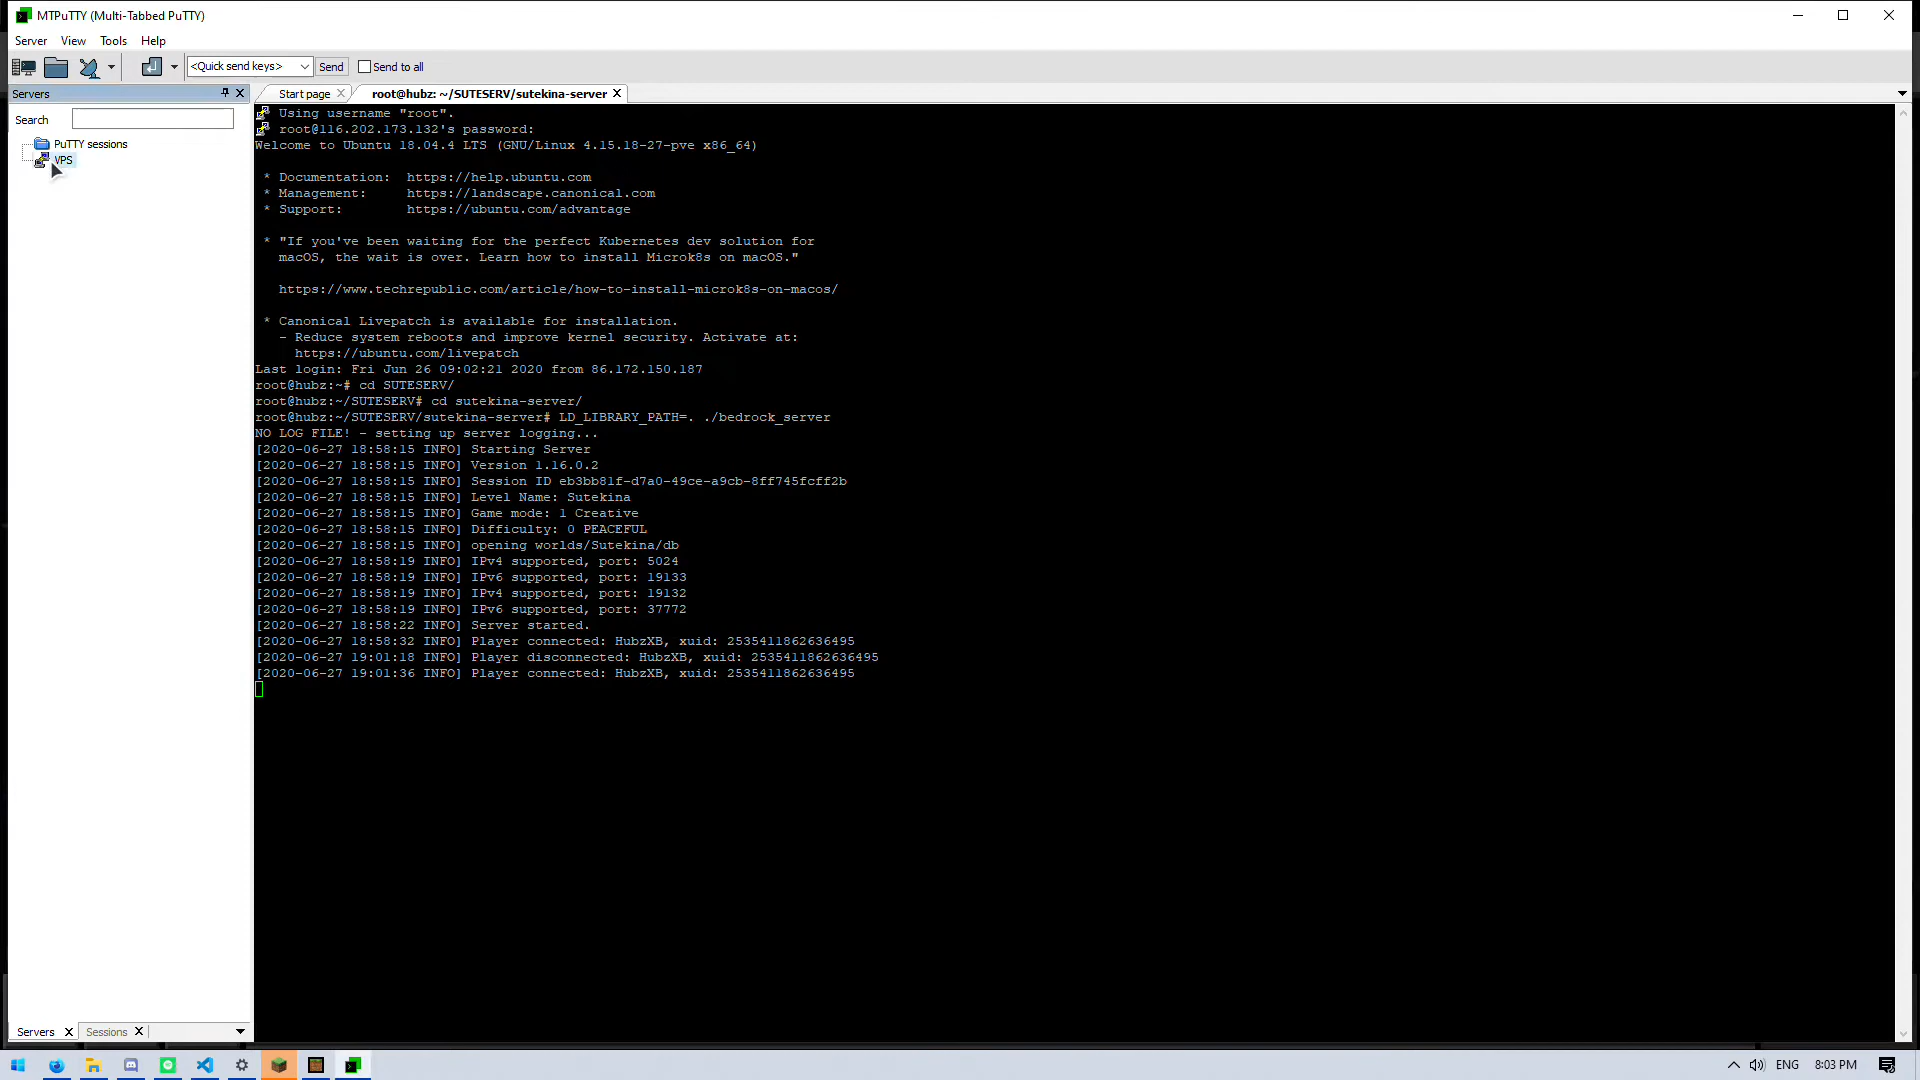 MTPuTTY (Multi-Tabbed PuTTY)
Server View Tools Help
<Quick send keys> Send Send to all
Servers
Start page root@hubz: ~/SUTESERV/sutekina-server
Search
PuTTY sessions
VPS
Using username "root".
root@116.202.173.132's password:
Welcome to Ubuntu 18.04.4 LTS (GNU/Linux 4.15.18-27-pve x86_64)
* Documentation: https://help.ubuntu.com
* Management: https://landscape.canonical.com
* Support: https://ubuntu.com/advantage
* "If you've been waiting for the perfect Kubernetes dev solution for
macOS, the wait is over. Learn how to install Microk8s on macOS."
https://www.techrepublic.com/article/how-to-install-microk8s-on-macos/
* Canonical Livepatch is available for installation.
- Reduce system reboots and improve kernel security. Activate at:
https://ubuntu.com/livepatch
Last login: Fri Jun 26 09:02:21 2020 from 86.172.150.187
root@hubz:~# cd SUTESERV/
root@hubz:~/SUTESERV# cd sutekina-server/
root@hubz:~/SUTESERV/sutekina-server# LD_LIBRARY_PATH=. ./bedrock_server
NO LOG FILE! - setting up server logging...
[2020-06-27 18:58:15 INFO] Starting Server
[2020-06-27 18:58:15 INFO] Version 1.16.0.2
[2020-06-27 18:58:15 INFO] Session ID eb3bb81f-d7a0-49ce-a9cb-8ff745fcff2b
[2020-06-27 18:58:15 INFO] Level Name: Sutekina
[2020-06-27 18:58:15 INFO] Game mode: 1 Creative
[2020-06-27 18:58:15 INFO] Difficulty: 0 PEACEFUL
[2020-06-27 18:58:15 INFO] opening worlds/Sutekina/db
[2020-06-27 18:58:19 INFO] IPv4 supported, port: 5024
[2020-06-27 18:58:19 INFO] IPv6 supported, port: 19133
[2020-06-27 18:58:19 INFO] IPv4 supported, port: 19132
[2020-06-27 18:58:19 INFO] IPv6 supported, port: 37772
[2020-06-27 18:58:22 INFO] Server started.
[2020-06-27 18:58:32 INFO] Player connected: HubzXB, xuid: 2535411862636495
[2020-06-27 19:01:18 INFO] Player disconnected: HubzXB, xuid: 2535411862636495
[2020-06-27 19:01:36 INFO] Player connected: HubzXB, xuid: 2535411862636495
Servers Sessions
ENG 8:03 PM